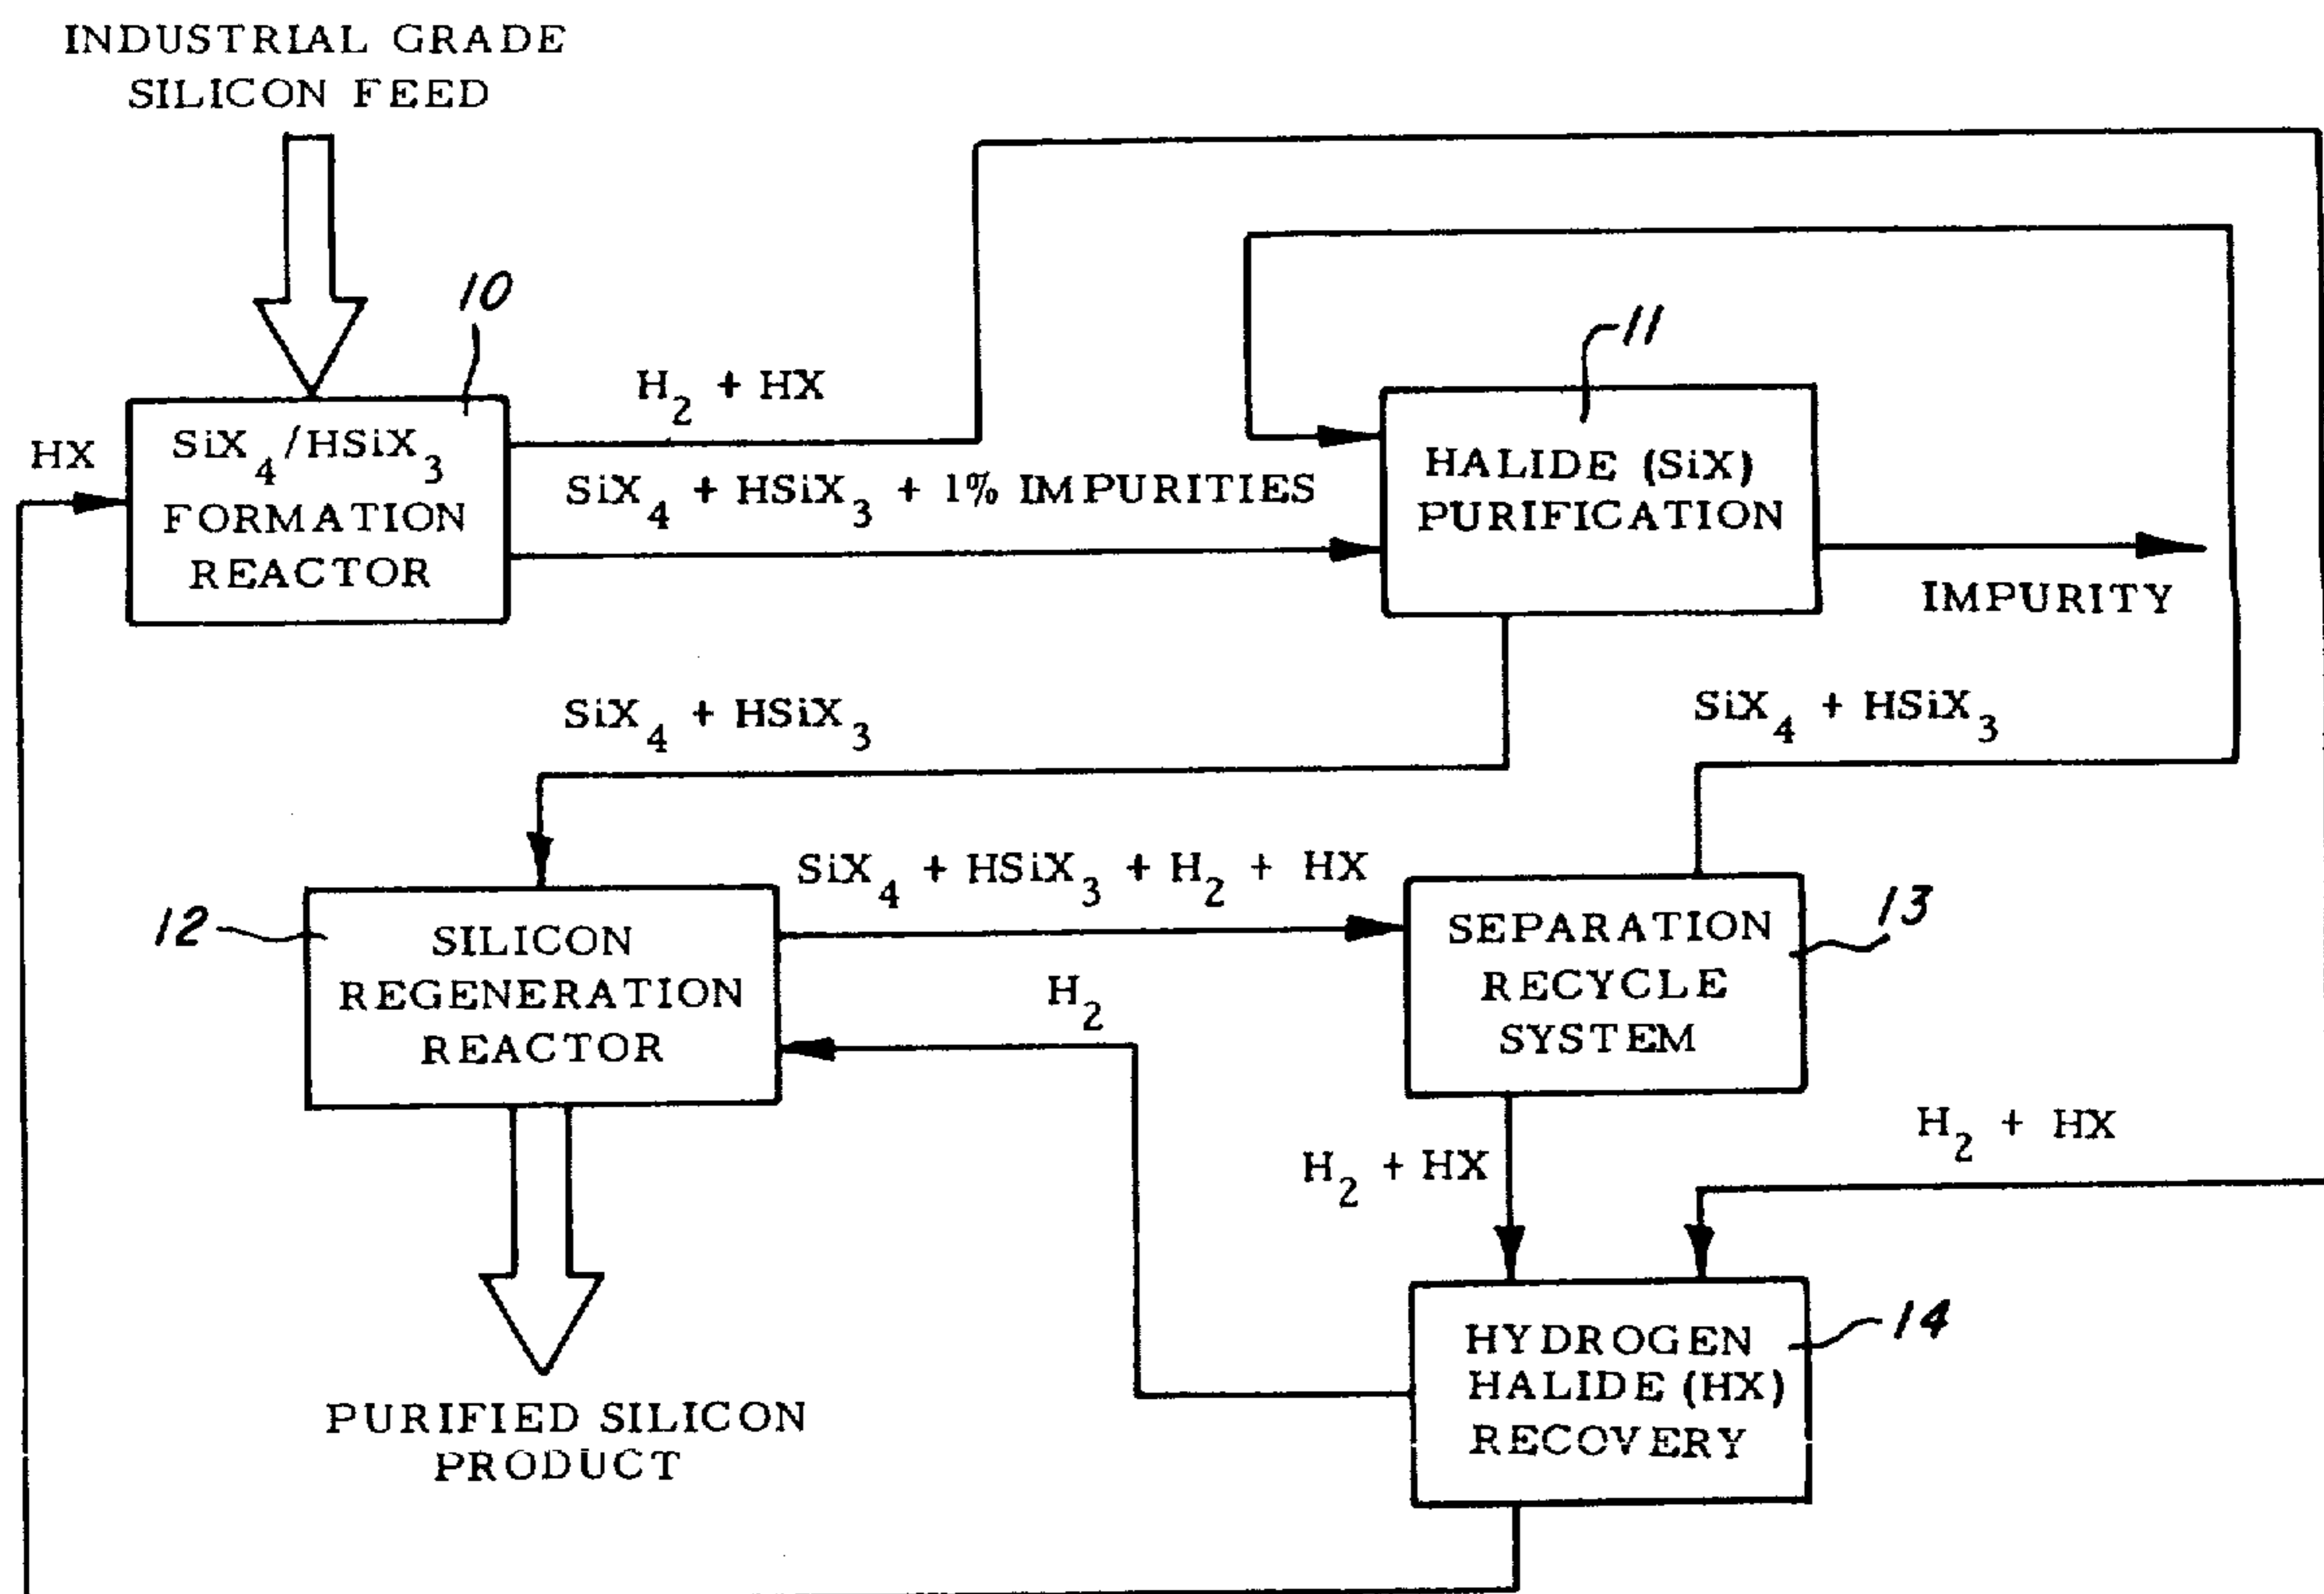 INDUSTRIAL GRADE
SILICON FEED
10
HX
SiX4/HSiX3
FORMATION
REACTOR
H2 + HX
SiX4 + HSiX3 + 1% IMPURITIES
11
HALIDE (SiX)
PURIFICATION
IMPURITY
SiX4 + HSiX3
SiX4 + HSiX3
12
SILICON
REGENERATION
REACTOR
SiX4 + HSiX3 + H2 + HX
H2
13
SEPARATION
RECYCLE
SYSTEM
H2 + HX
H2 + HX
14
HYDROGEN
HALIDE (HX)
RECOVERY
PURIFIED SILICON
PRODUCT